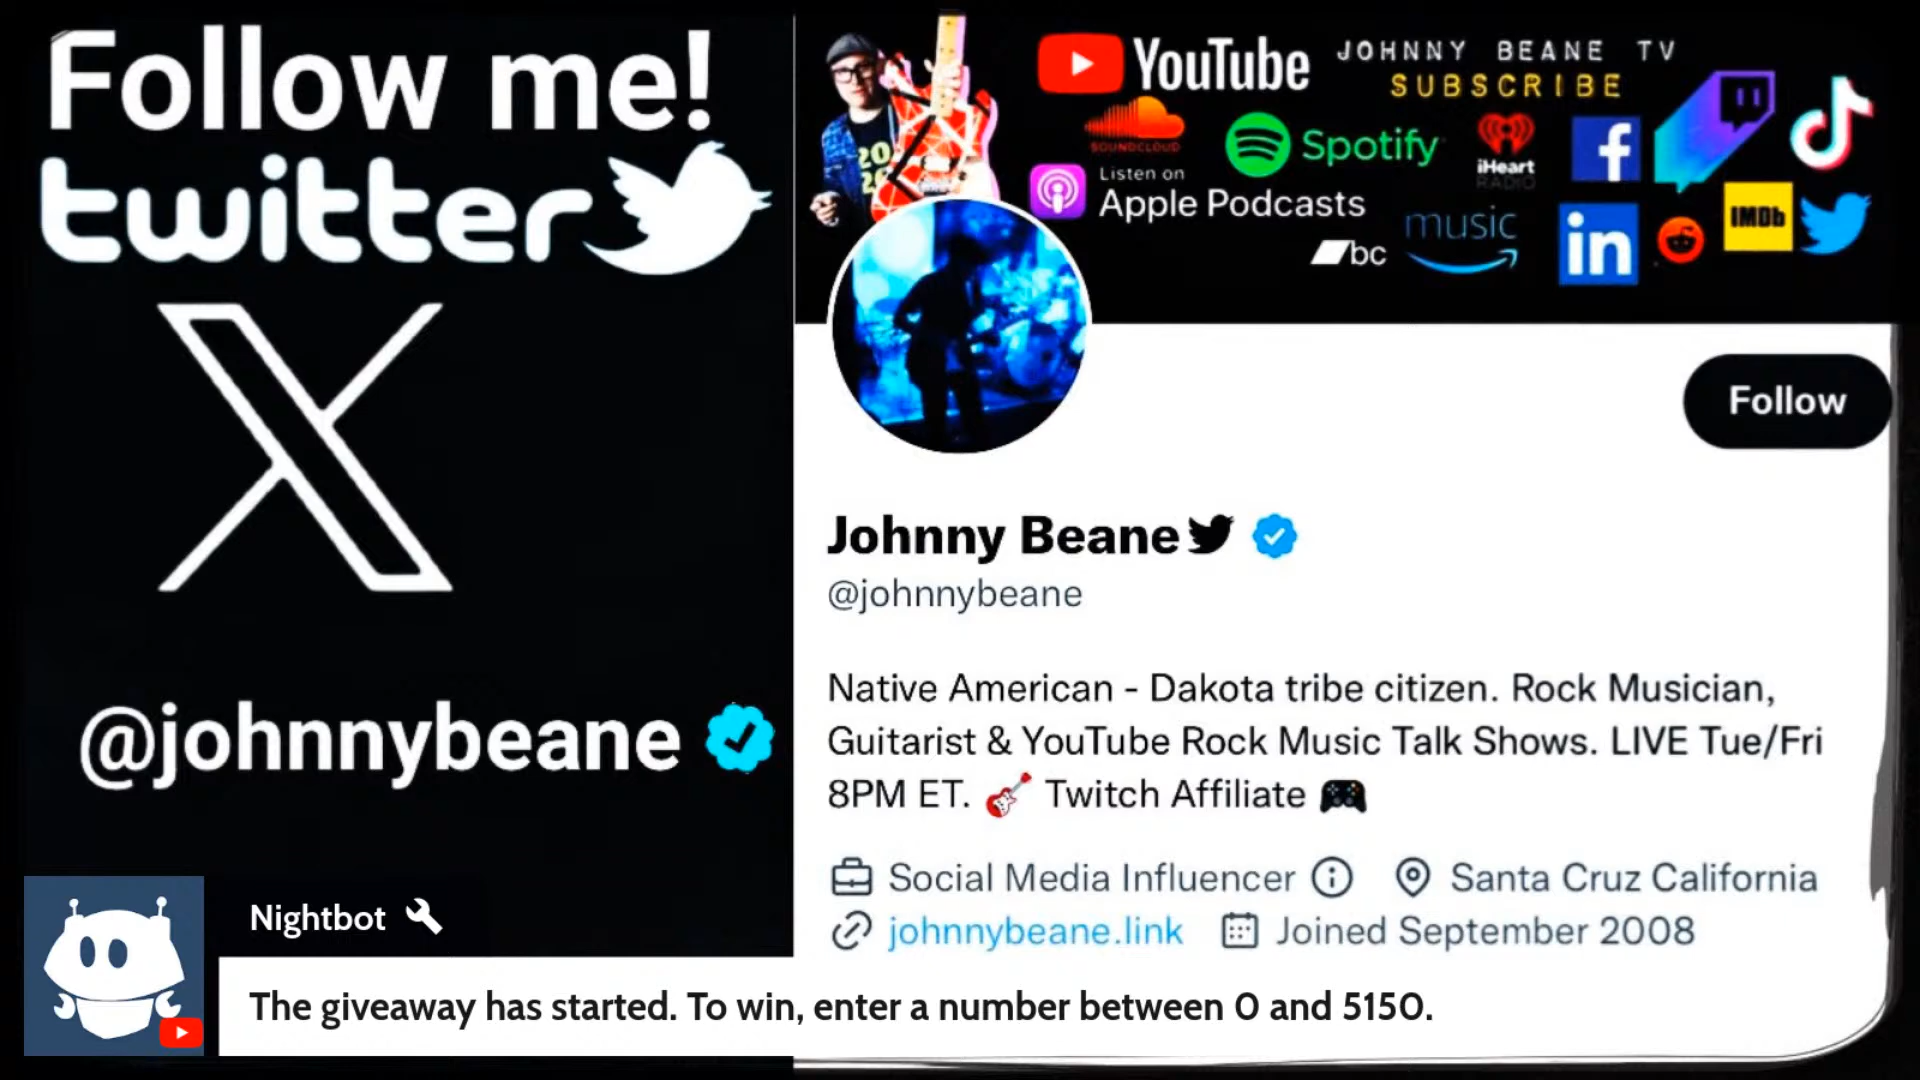 Follow me!
twitter
@johnnybeane
YouTube
JOHNNY BEANE TV
SUBSCRIBE
SOUNDCLOUD
Spotify
iHeart
RADIO
Listen on
Apple Podcasts
bc
music
in
IMDb
Follow
Johnny Beane
@johnnybeane
Native American - Dakota tribe citizen. Rock Musician,
Guitarist & YouTube Rock Music Talk Shows. LIVE Tue/Fri
8PM ET. 🎸 Twitch Affiliate 🎮
Social Media Influencer
Santa Cruz California
johnnybeane.link
Joined September 2008
Nightbot
The giveaway has started. To win, enter a number between 0 and 5150.